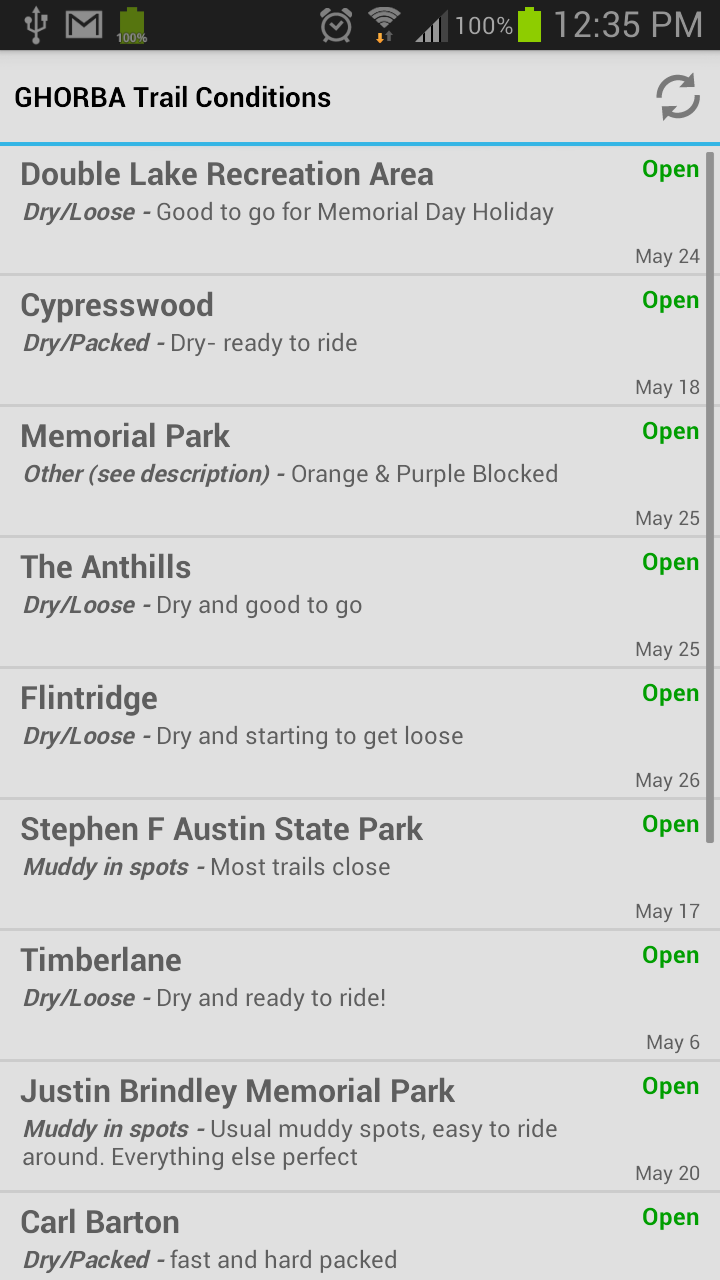 100%
100%
12:35 PM
GHORBA Trail Conditions
Double Lake Recreation Area
Open
Dry/Loose - Good to go for Memorial Day Holiday
May 24
Cypresswood
Open
Dry/Packed - Dry- ready to ride
May 18
Memorial Park
Open
Other (see description) - Orange & Purple Blocked
May 25
The Anthills
Open
Dry/Loose - Dry and good to go
May 25
Flintridge
Open
Dry/Loose - Dry and starting to get loose
May 26
Stephen F Austin State Park
Open
Muddy in spots - Most trails close
May 17
Timberlane
Open
Dry/Loose - Dry and ready to ride!
May 6
Justin Brindley Memorial Park
Open
Muddy in spots - Usual muddy spots, easy to ride
around. Everything else perfect
May 20
Carl Barton
Open
Dry/Packed - fast and hard packed